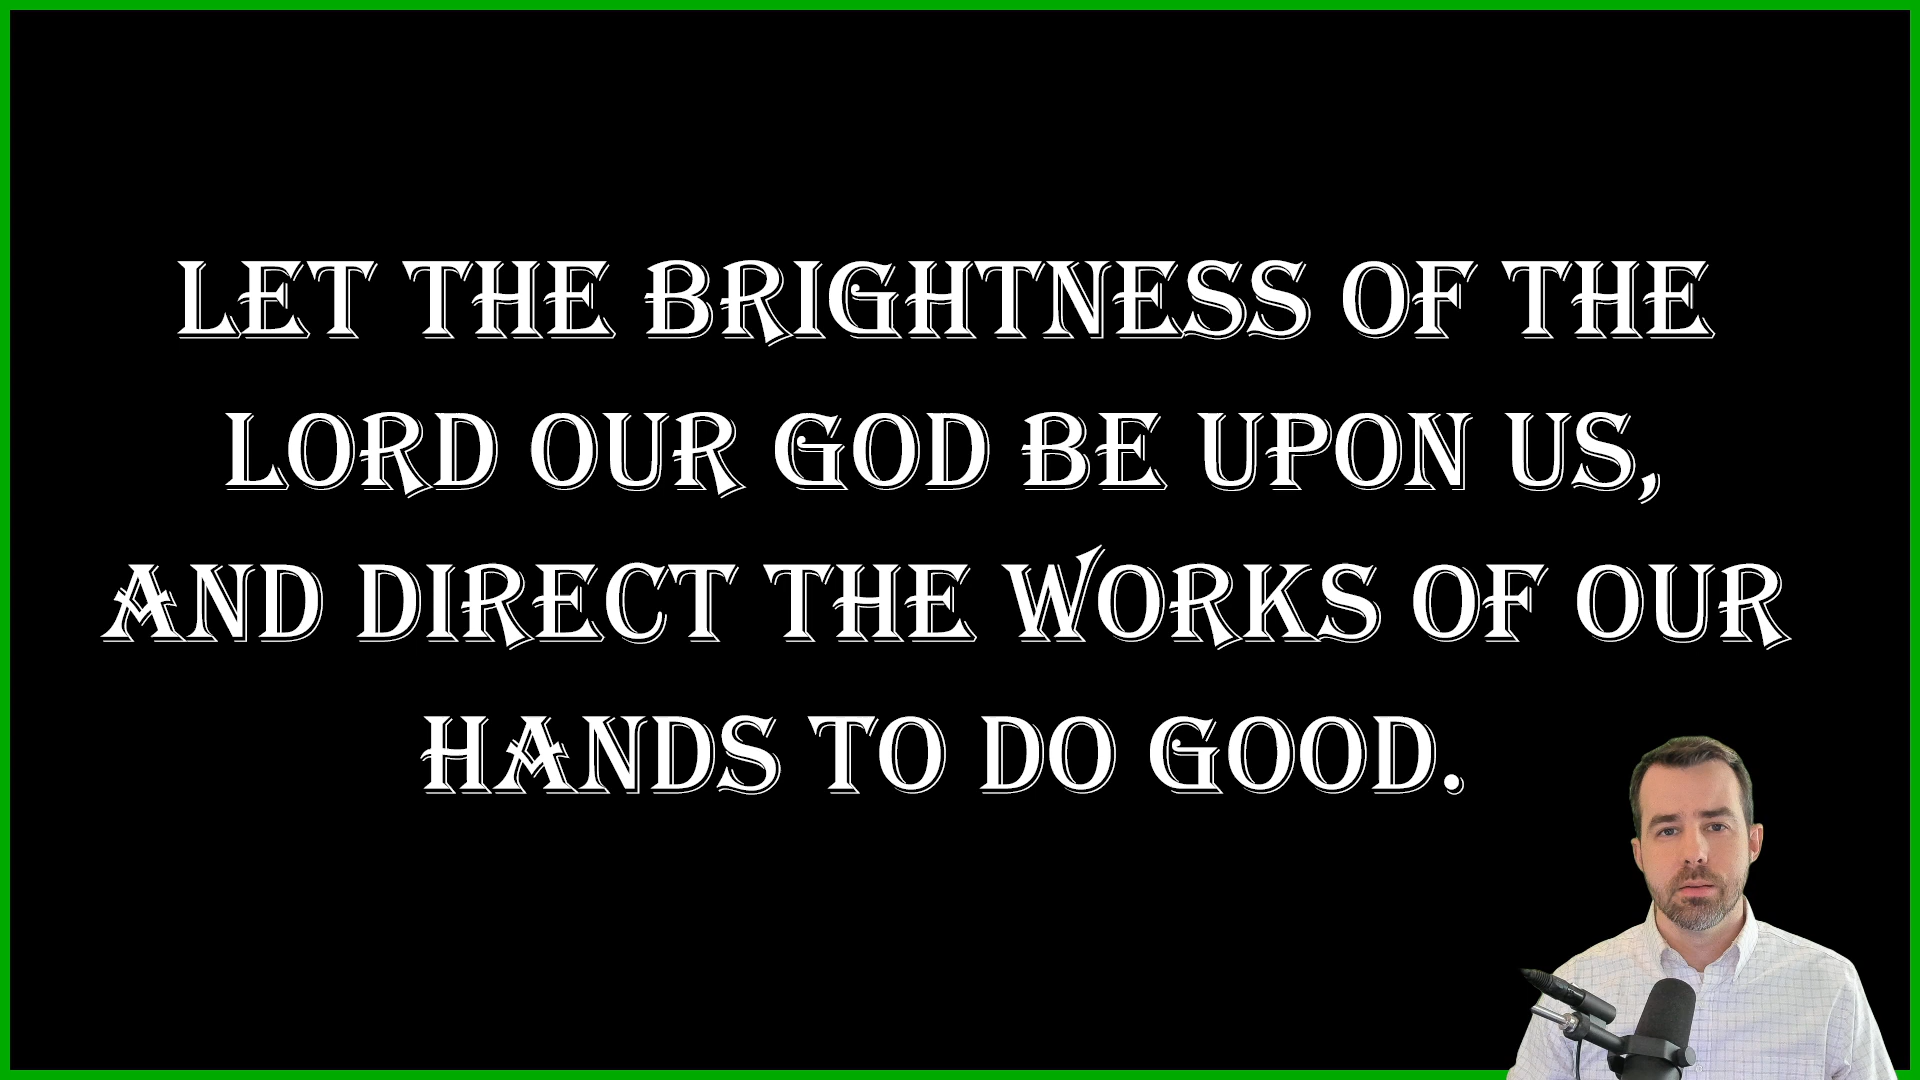 LET THE BRIGHTNESS OF THE
LORD OUR GOD BE UPON US,
AND DIRECT THE WORKS OF OUR
HANDS TO DO GOOD.